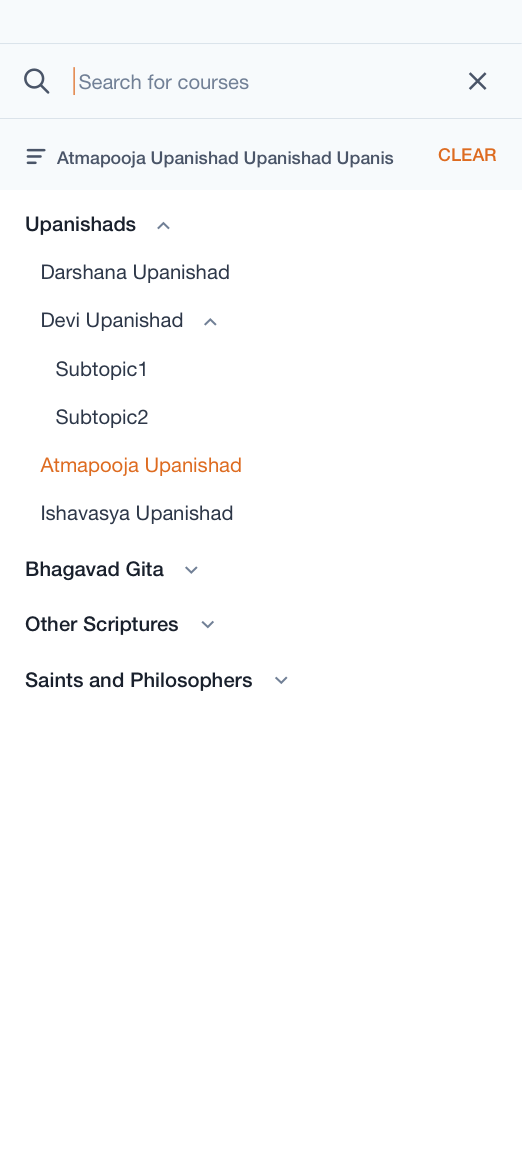 Search for courses
Atmapooja Upanishad Upanishad Upanis CLEAR
Upanishads
Darshana Upanishad
Devi Upanishad
Subtopic1
Subtopic2
Atmapooja Upanishad
Ishavasya Upanishad
Bhagavad Gita
Other Scriptures
Saints and Philosophers